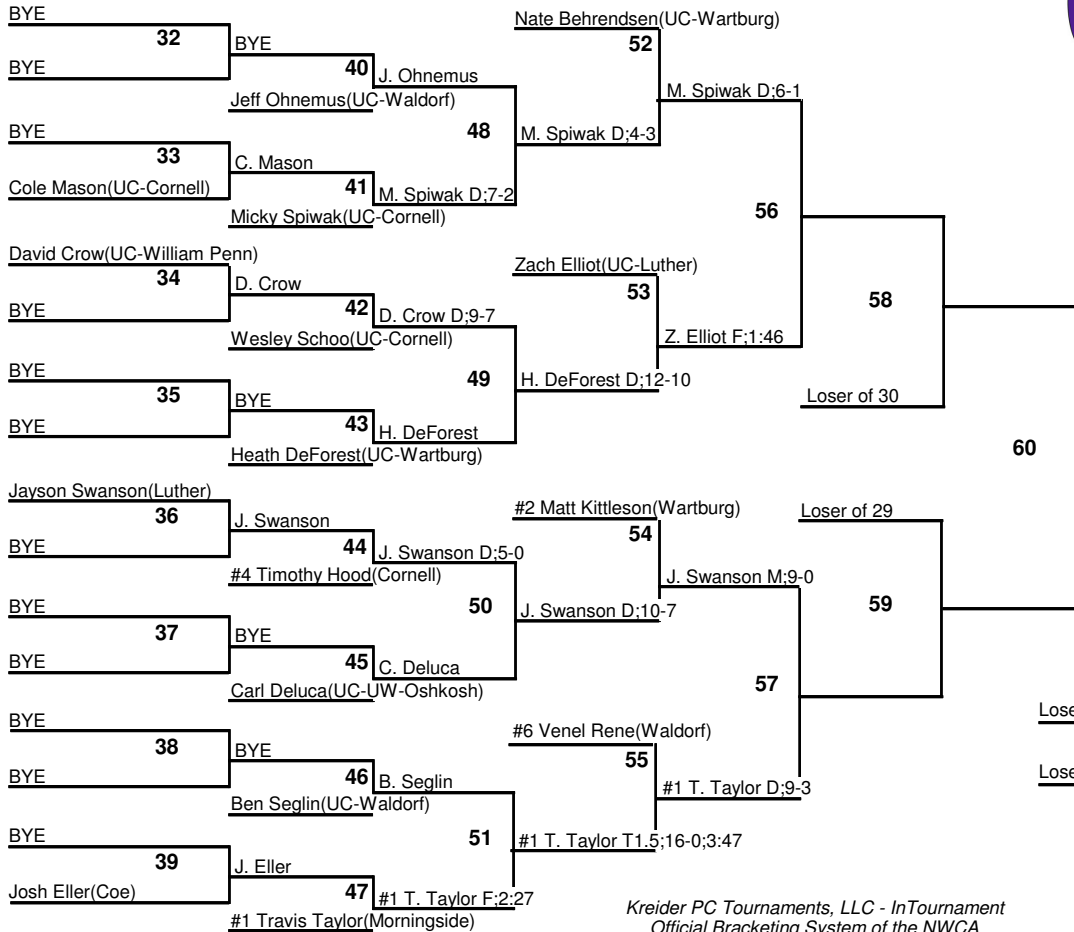 BYE
32
BYE
BYE
40
J. Ohnemus
Jeff Ohnemus(UC-Waldorf)
BYE
33
Cole Mason(UC-Cornell)
C. Mason
41
M. Spiwak D;7-2
Micky Spiwak(UC-Cornell)
48
M. Spiwak D;4-3
Nate Behrendsen(UC-Wartburg)
52
M. Spiwak D;6-1
David Crow(UC-William Penn)
34
BYE
D. Crow
42
D. Crow D;9-7
Wesley Schoo(UC-Cornell)
BYE
35
BYE
BYE
43
H. DeForest
Heath DeForest(UC-Wartburg)
49
H. DeForest D;12-10
Zach Elliot(UC-Luther)
53
Z. Elliot F;1:46
56
58
Loser of 30
60
Jayson Swanson(Luther)
36
BYE
J. Swanson
44
J. Swanson D;5-0
#4 Timothy Hood(Cornell)
BYE
37
BYE
BYE
45
C. Deluca
Carl Deluca(UC-UW-Oshkosh)
50
J. Swanson D;10-7
#2 Matt Kittleson(Wartburg)
54
J. Swanson M;9-0
Loser of 29
59
57
BYE
38
BYE
BYE
46
B. Seglin
Ben Seglin(UC-Waldorf)
BYE
39
Josh Eller(Coe)
J. Eller
47
#1 T. Taylor F;2:27
#1 Travis Taylor(Morningside)
51
#1 T. Taylor T1.5;16-0;3:47
#6 Venel Rene(Waldorf)
55
#1 T. Taylor D;9-3
Lose
Lose
Kreider PC Tournaments, LLC - InTournament
Official Bracketing System of the NWCA